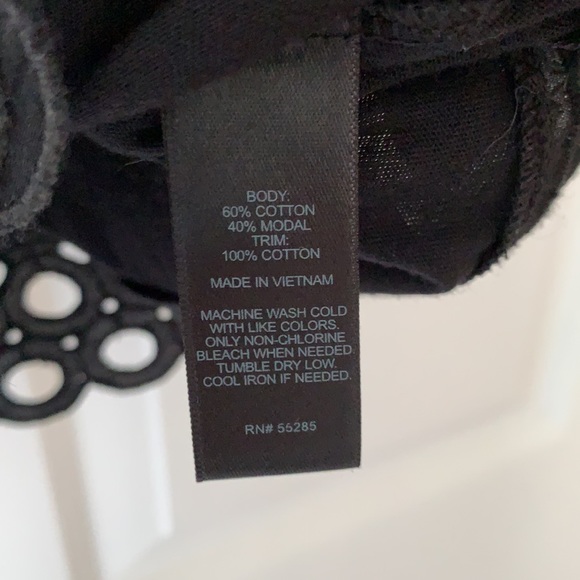 BODY:
60% COTTON
40% MODAL
TRIM:
100% COTTON
MADE IN VIETNAM
MACHINE WASH COLD
WITH LIKE COLORS.
ONLY NON-CHLORINE
BLEACH WHEN NEEDED
TUMBLE DRY LOW.
COOL IRON IF NEEDED.
RN# 55285